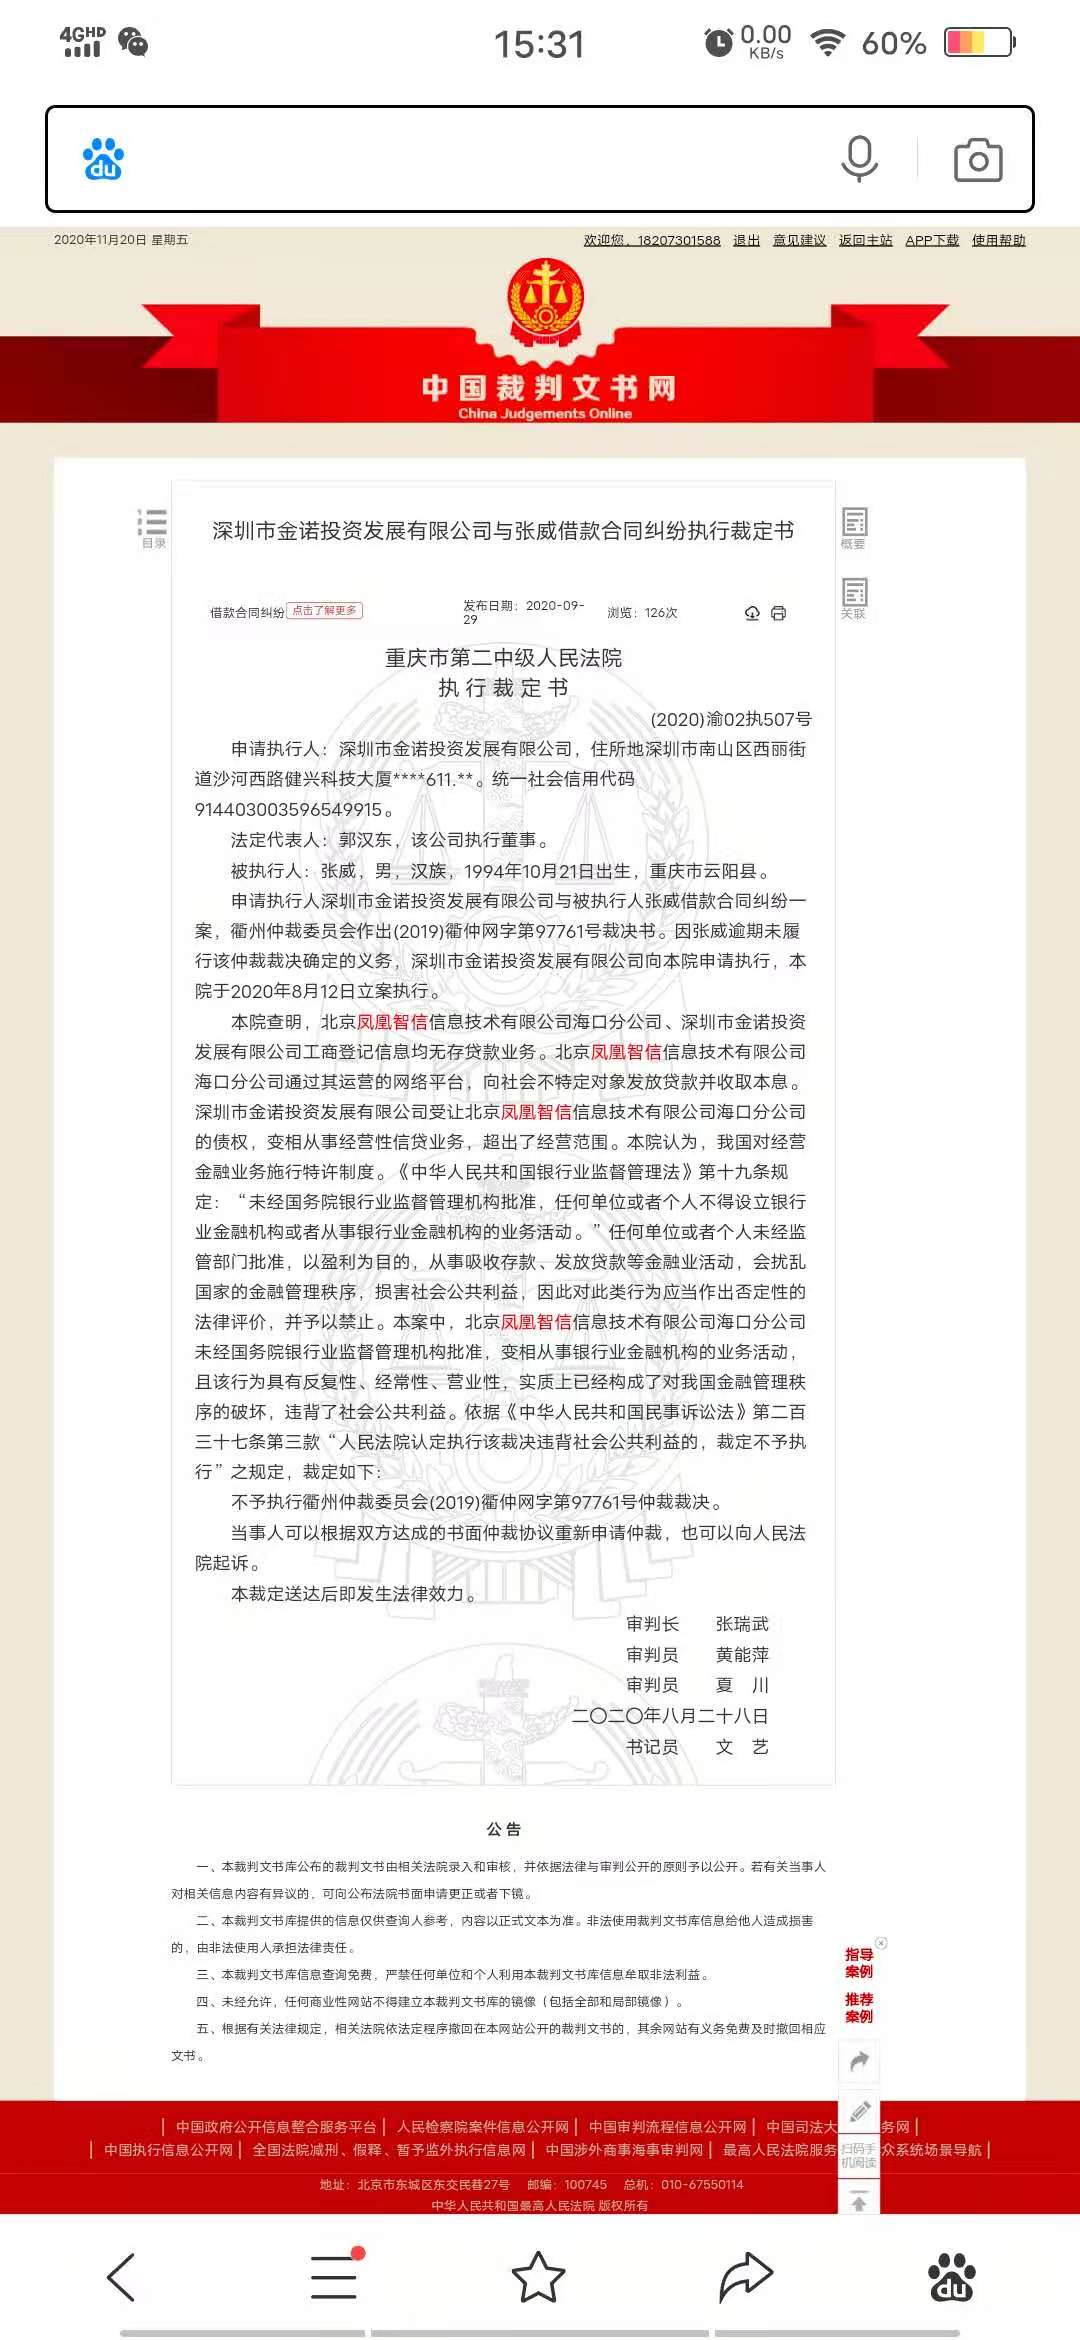 4GHD
15:31
0.00
KB/s
60%
du
2020年11月20日 星期五
欢迎您，18207301588 退出 意见建议 返回主站 APP下载 使用帮助
中国裁判文书网
China Judgements Online
目录
概要
关联
深圳市金诺投资发展有限公司与张威借款合同纠纷执行裁定书
借款合同纠纷 点击了解更多
发布日期：2020-09-
29
浏览：126次
重庆市第二中级人民法院
执 行 裁 定 书
(2020)渝02执507号
申请执行人：深圳市金诺投资发展有限公司，住所地深圳市南山区西丽街
道沙河西路健兴科技大厦****611.**。统一社会信用代码
914403003596549915。
法定代表人：郭汉东，该公司执行董事。
被执行人：张威，男，汉族，1994年10月21日出生，重庆市云阳县。
申请执行人深圳市金诺投资发展有限公司与被执行人张威借款合同纠纷一
案，衢州仲裁委员会作出(2019)衢仲网字第97761号裁决书。因张威逾期未履
行该仲裁裁决确定的义务，深圳市金诺投资发展有限公司向本院申请执行，本
院于2020年8月12日立案执行。
本院查明，北京凤凰智信信息技术有限公司海口分公司、深圳市金诺投资
发展有限公司工商登记信息均无存贷款业务。北京凤凰智信信息技术有限公司
海口分公司通过其运营的网络平台，向社会不特定对象发放贷款并收取本息。
深圳市金诺投资发展有限公司受让北京凤凰智信信息技术有限公司海口分公司
的债权，变相从事经营性信贷业务，超出了经营范围。本院认为，我国对经营
金融业务施行特许制度。《中华人民共和国银行业监督管理法》第十九条规
定：“未经国务院银行业监督管理机构批准，任何单位或者个人不得设立银行
业金融机构或者从事银行业金融机构的业务活动。”任何单位或者个人未经监
管部门批准，以盈利为目的，从事吸收存款、发放贷款等金融业活动，会扰乱
国家的金融管理秩序，损害社会公共利益，因此对此类行为应当作出否定性的
法律评价，并予以禁止。本案中，北京凤凰智信信息技术有限公司海口分公司
未经国务院银行业监督管理机构批准，变相从事银行业金融机构的业务活动，
且该行为具有反复性、经常性、营业性，实质上已经构成了对我国金融管理秩
序的破坏，违背了社会公共利益。依据《中华人民共和国民事诉讼法》第二百
三十七条第三款“人民法院认定执行该裁决违背社会公共利益的，裁定不予执
行”之规定，裁定如下：
不予执行衢州仲裁委员会(2019)衢仲网字第97761号仲裁裁决。
当事人可以根据双方达成的书面仲裁协议重新申请仲裁，也可以向人民法
院起诉。
本裁定送达后即发生法律效力。
审判长 张瑞武
审判员 黄能萍
审判员 夏 川
二〇二〇年八月二十八日
书记员 文 艺
公 告
一、本裁判文书库公布的裁判文书由相关法院录入和审核，并依据法律与审判公开的原则予以公开。若有关当事人
对相关信息内容有异议的，可向公布法院书面申请更正或者下镜。
二、本裁判文书库提供的信息仅供查询人参考，内容以正式文本为准。非法使用裁判文书库信息给他人造成损害
的，由非法使用人承担法律责任。
三、本裁判文书库信息查询免费，严禁任何单位和个人利用本裁判文书库信息牟取非法利益。
四、未经允许，任何商业性网站不得建立本裁判文书库的镜像（包括全部和局部镜像）。
五、根据有关法律规定，相关法院依法定程序撤回在本网站公开的裁判文书的，其余网站有义务免费及时撤回相应
文书。
指导
案例
推荐
案例
扫码手
机阅读
| 中国政府公开信息整合服务平台 | 人民检察院案件信息公开网 | 中国审判流程信息公开网 | 中国司法大 务网 |
| 中国执行信息公开网 | 全国法院减刑、假释、暂予监外执行信息网 | 中国涉外商事海事审判网 | 最高人民法院服务 众系统场景导航 |
地址：北京市东城区东交民巷27号 邮编：100745 总机：010-67550114
中华人民共和国最高人民法院 版权所有
du